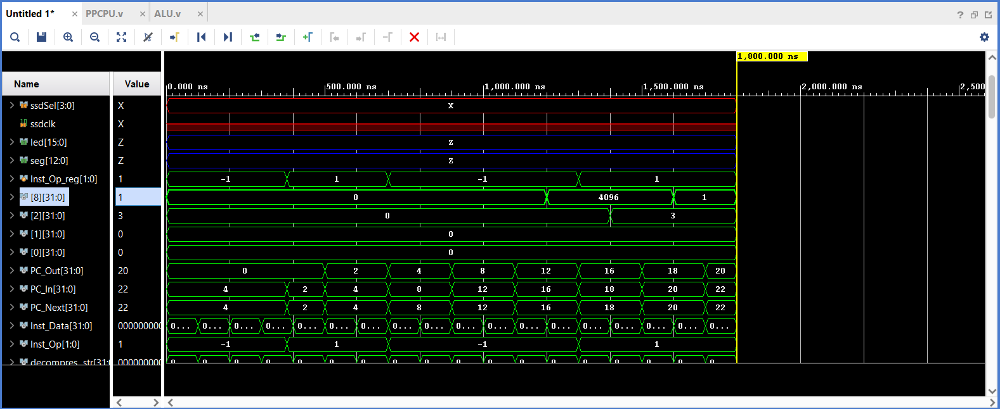 Untitled 1* × PPCPU.v × ALU.v ×
?
1,800.000 ns
Name Value
0.000 ns 500.000 ns 1,000.000 ns 1,500.000 ns 2,000.000 ns 2,500
ssdSel[3:0] X X
ssdclk X
led[15:0] Z Z
seg[12:0] Z Z
Inst_Op_reg[1:0] 1 -1 1 -1 1
[8][31:0] 1 0 4096 1
[2][31:0] 3 0 3
[1][31:0] 0 0
[0][31:0] 0 0
PC_Out[31:0] 20 0 2 4 8 12 16 18 20
PC_In[31:0] 22 4 2 4 8 12 16 18 20 22
PC_Next[31:0] 22 4 2 4 8 12 16 18 20 22
Inst_Data[31:0] 000000000 0... 0... 0... 0... 0... 0... 0... 0... 0... 0... 0... 0... 0... 0... 0... 0... 0... 0...
Inst_Op[1:0] 1 -1 1 -1 1
decompres_str[31:0 000000000 0 0 0 0 0 0 0 0 0 0 0 0 0 0 0 0 0 0